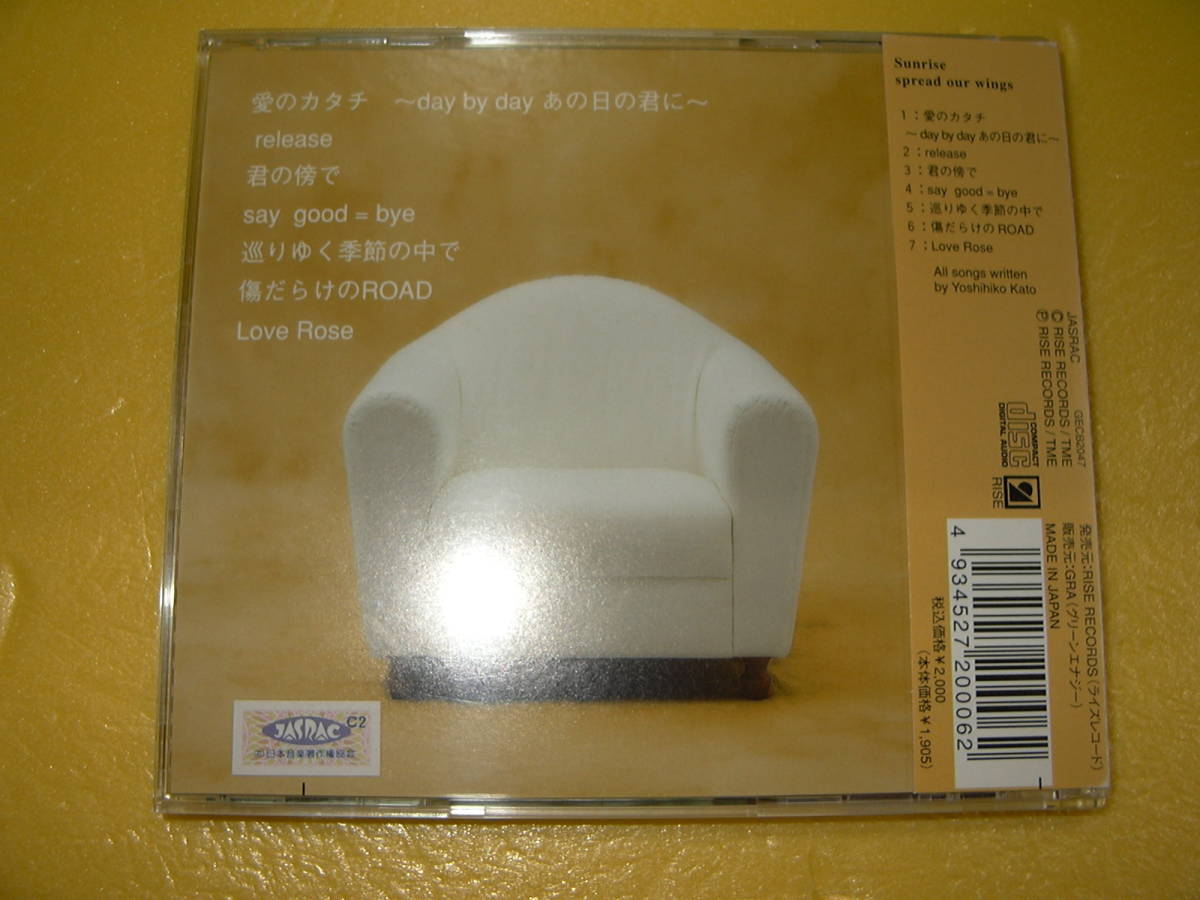 愛のカタチ　～day by day あの日の君に～
release
君の傍で
say good = bye
巡りゆく季節の中で
傷だらけのROAD
Love Rose
C2
JASRAC
日本音楽著作権協会
Sunrise
spread our wings
1：愛のカタチ
～day by day あの日の君に～
2：release
3：君の傍で
4：say good = bye
5：巡りゆく季節の中で
6：傷だらけの ROAD
7：Love Rose
All songs written
by Yoshihiko Kato
JASRAC GECB2047
© RISE RECORDS / TME
℗ RISE RECORDS / TME
COMPACT
disc
DIGITAL AUDIO
RISE
発売元:RISE RECORDS (ライズレコード)
販売元:GRA (グリーンエナジー)
MADE IN JAPAN
4 934527 200062
税込価格￥2,000
(本体価格￥1,905)